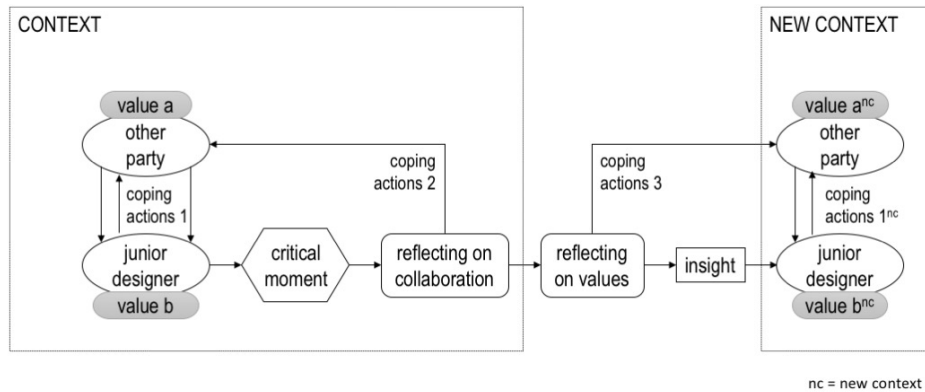 CONTEXT
NEW CONTEXT
value a
other
party
coping
actions 1
junior
designer
value b
critical
moment
coping
actions 2
reflecting on
collaboration
coping
actions 3
reflecting
on values
insight
value aⁿᶜ
other
party
coping
actions 1ⁿᶜ
junior
designer
value bⁿᶜ
nc = new context